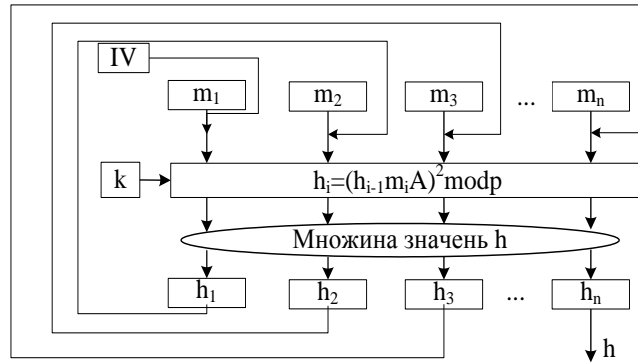 IV
m₁ m₂ m₃ ... mₙ
k
hᵢ=(hᵢ₋₁mᵢA)²modp
Множина значень h
h₁ h₂ h₃ ... hₙ
h